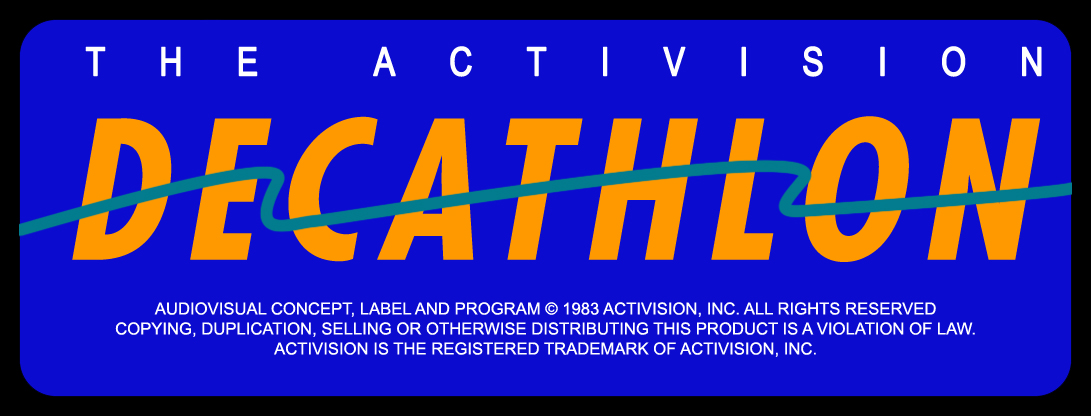 THE ACTIVISION
DECATHLON
AUDIOVISUAL CONCEPT, LABEL AND PROGRAM © 1983 ACTIVISION, INC. ALL RIGHTS RESERVED
COPYING, DUPLICATION, SELLING OR OTHERWISE DISTRIBUTING THIS PRODUCT IS A VIOLATION OF LAW.
ACTIVISION IS THE REGISTERED TRADEMARK OF ACTIVISION, INC.